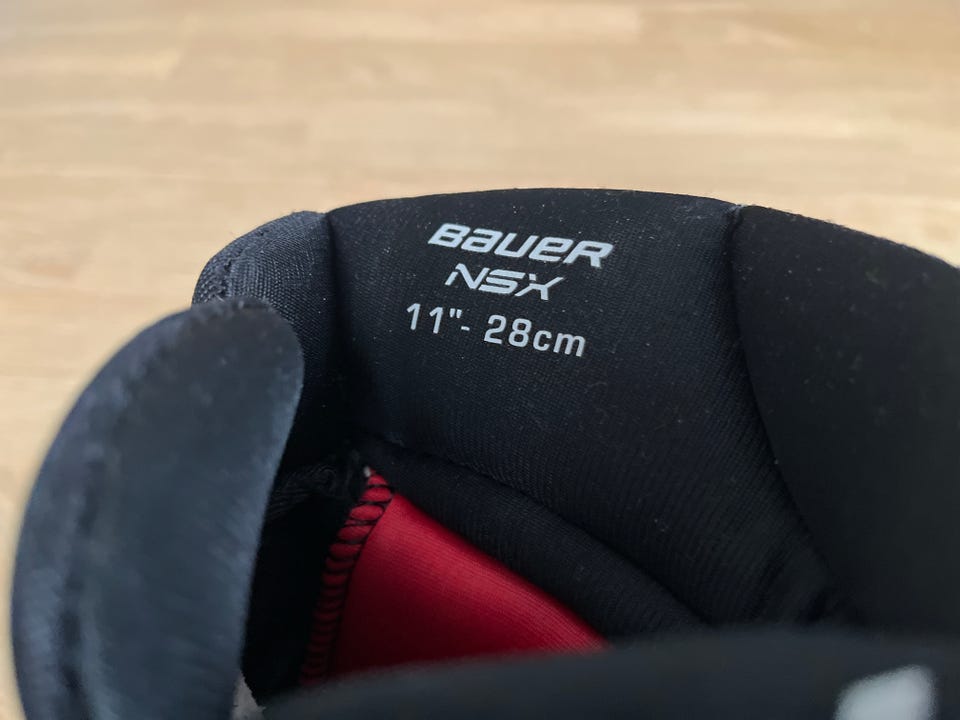 BAUER
NSX
11"- 28cm